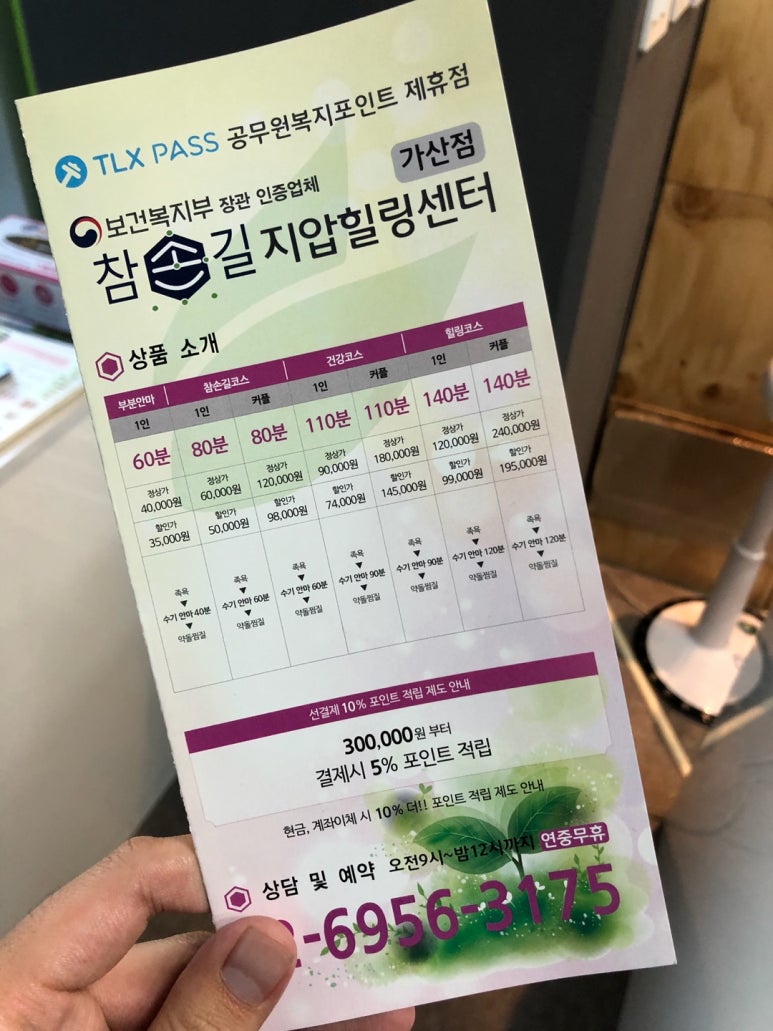 TLX PASS 공무원복지포인트 제휴점
가산점
보건복지부 장관 인증업체
참손길 지압힐링센터
상품 소개
부분안마 참손길코스 건강코스 힐링코스
1인 1인 커플 1인 커플 1인 커플
60분 80분 80분 110분 110분 140분 140분
정상가 정상가 정상가 정상가 정상가 정상가 정상가
40,000원 60,000원 120,000원 90,000원 180,000원 120,000원 240,000원
할인가 할인가 할인가 할인가 할인가 할인가 할인가
35,000원 50,000원 98,000원 74,000원 145,000원 99,000원 195,000원
족욕 족욕 족욕 족욕 족욕 족욕 족욕
수기 안마 40분 수기 안마 60분 수기 안마 60분 수기 안마 90분 수기 안마 90분 수기 안마 120분 수기 안마 120분
약돌찜질 약돌찜질 약돌찜질 약돌찜질 약돌찜질 약돌찜질 약돌찜질
선결제 10% 포인트 적립 제도 안내
300,000원 부터
결제시 5% 포인트 적립
현금, 계좌이체 시 10% 더!! 포인트 적립 제도 안내
상담 및 예약 오전9시~밤12시까지 연중무휴
2-6956-3175